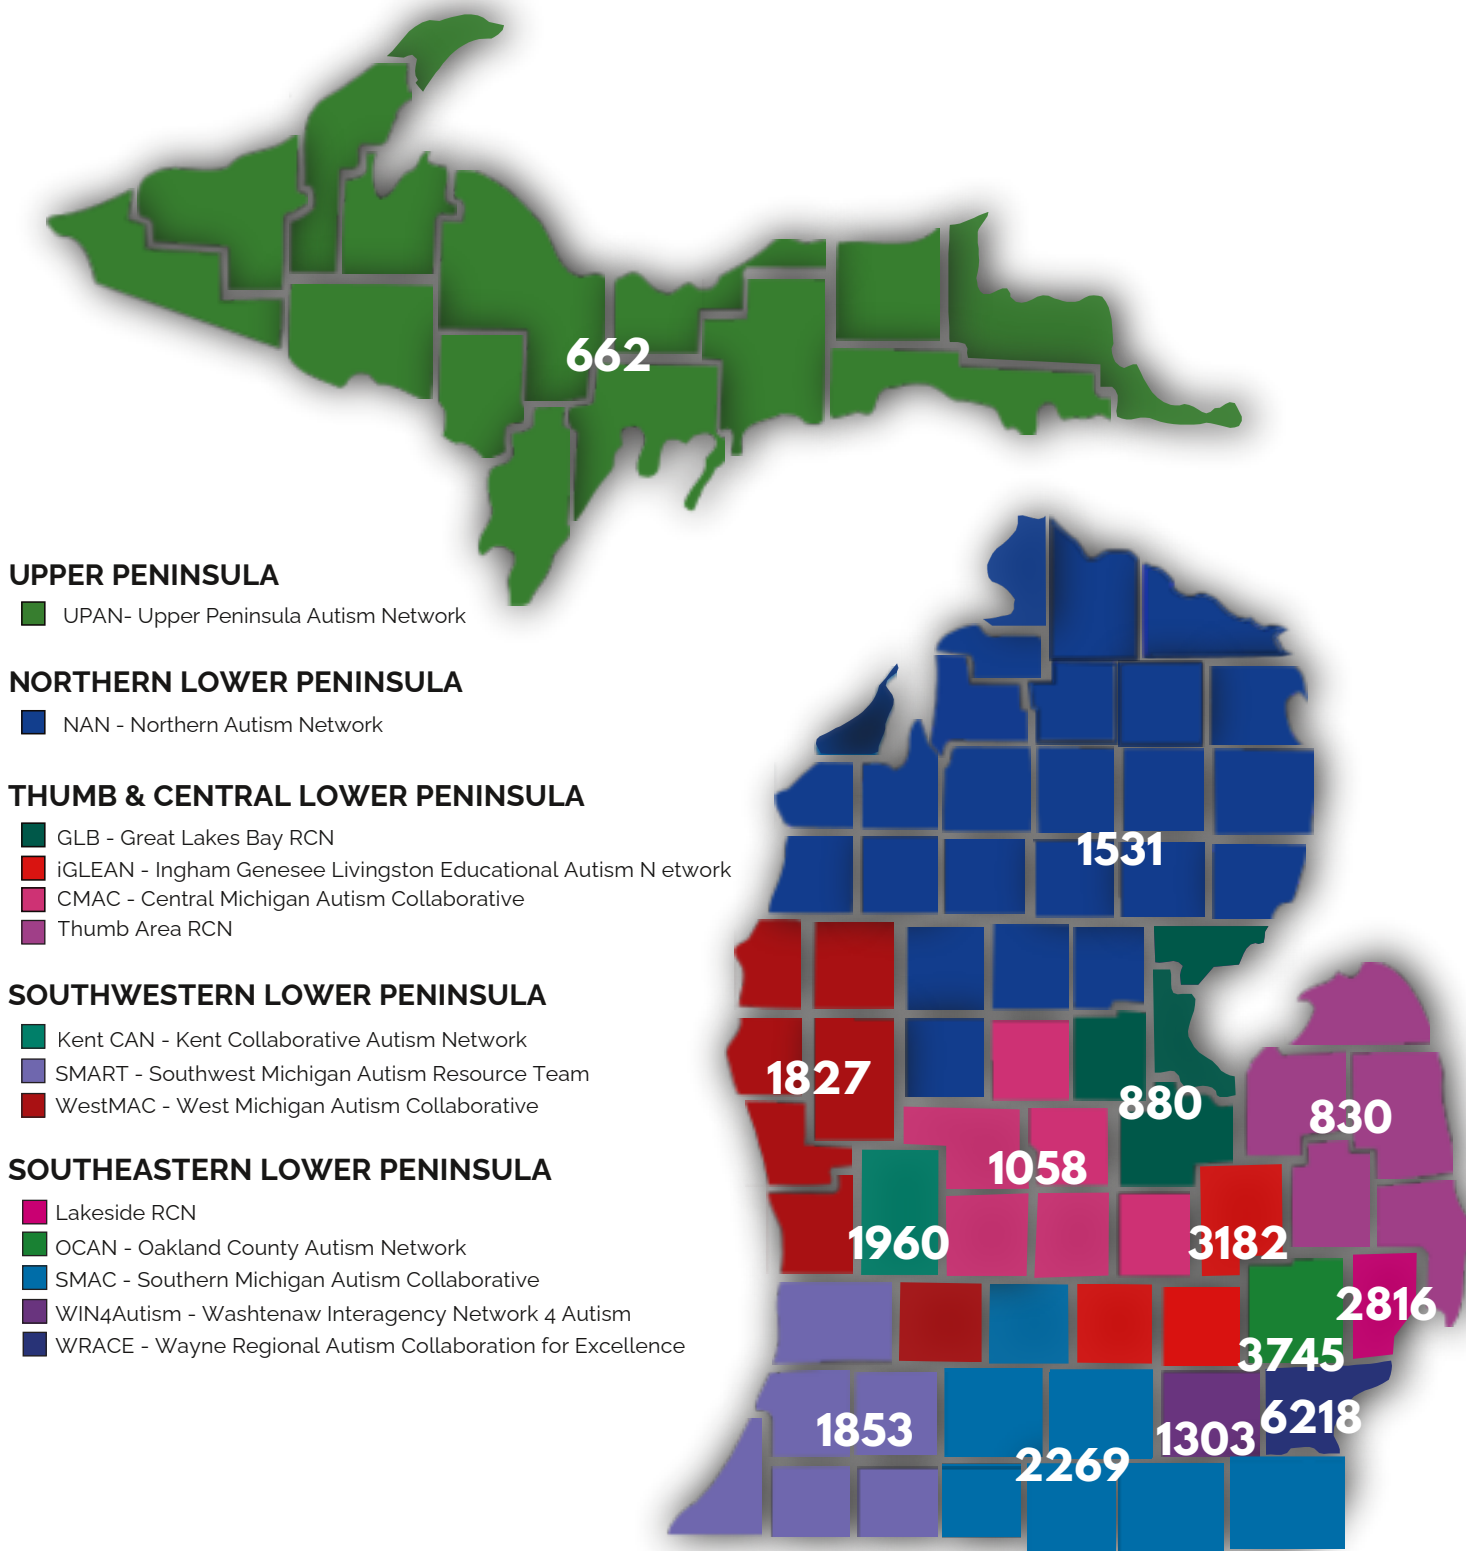 662
UPPER PENINSULA
UPAN- Upper Peninsula Autism Network
NORTHERN LOWER PENINSULA
NAN - Northern Autism Network
THUMB & CENTRAL LOWER PENINSULA
GLB - Great Lakes Bay RCN
iGLEAN - Ingham Genesee Livingston Educational Autism N etwork
CMAC - Central Michigan Autism Collaborative
Thumb Area RCN
SOUTHWESTERN LOWER PENINSULA
Kent CAN - Kent Collaborative Autism Network
SMART - Southwest Michigan Autism Resource Team
WestMAC - West Michigan Autism Collaborative
SOUTHEASTERN LOWER PENINSULA
Lakeside RCN
OCAN - Oakland County Autism Network
SMAC - Southern Michigan Autism Collaborative
WIN4Autism - Washtenaw Interagency Network 4 Autism
WRACE - Wayne Regional Autism Collaboration for Excellence
1531
1827
880
830
1058
1960
3182
2816
3745
1853
1303
6218
2269